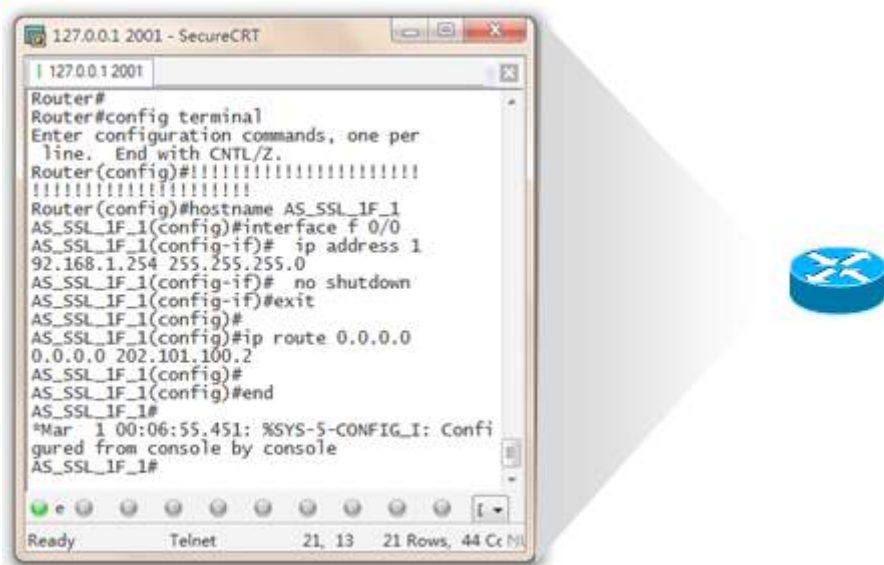 127.0.0.1 2001 - SecureCRT
127.0.0.1 2001
Router#
Router#config terminal
Enter configuration commands, one per
line.  End with CNTL/Z.
Router(config)#!!!!!!!!!!!!!!!!!!!!!!
!!!!!!!!!!!!!!!!!!!!!
Router(config)#hostname AS_SSL_1F_1
AS_SSL_1F_1(config)#interface f 0/0
AS_SSL_1F_1(config-if)#  ip address 1
92.168.1.254 255.255.255.0
AS_SSL_1F_1(config-if)#  no shutdown
AS_SSL_1F_1(config-if)#exit
AS_SSL_1F_1(config)#
AS_SSL_1F_1(config)#ip route 0.0.0.0
0.0.0.0 202.101.100.2
AS_SSL_1F_1(config)#
AS_SSL_1F_1(config)#end
AS_SSL_1F_1#
*Mar  1 00:06:55.451: %SYS-5-CONFIG_I: Confi
gured from console by console
AS_SSL_1F_1#
e
Ready Telnet 21, 13 21 Rows, 44